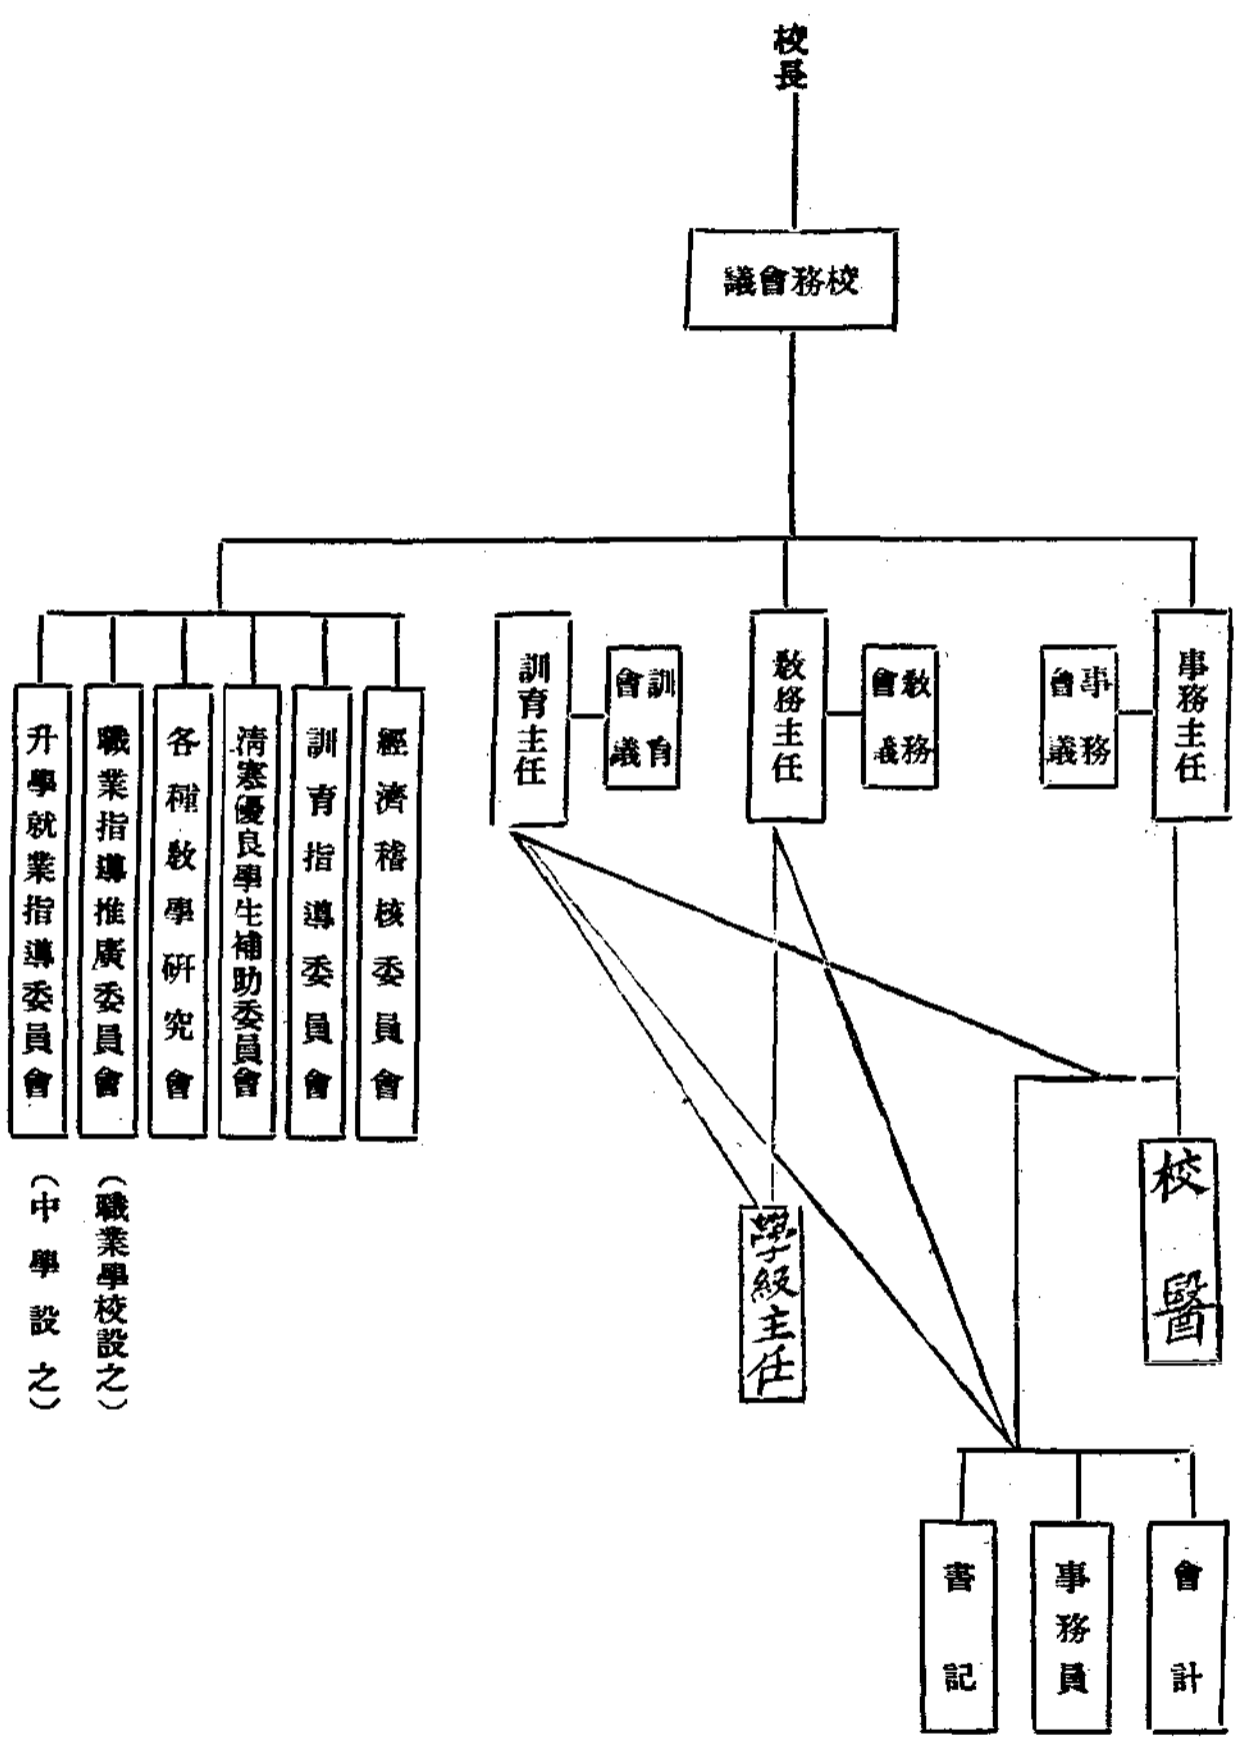 校長
校務會議
事務主任
事務
會議
教務主任
教務
會議
訓育主任
訓育
會議
經濟稽核委員會
訓育指導委員會
清寒優良學生補助委員會
各種教學研究會
職業指導推廣委員會
（職業學校設之）
升學就業指導委員會
（中學設之）
校醫
學級主任
會計
事務員
書記